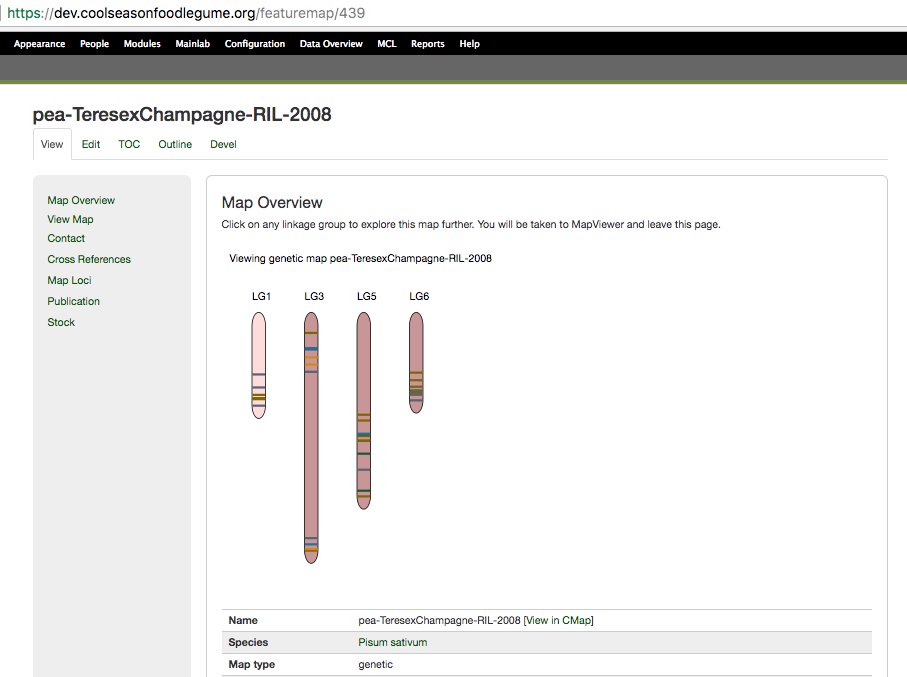 https://dev.coolseasonfoodlegume.org/featuremap/439
Appearance People Modules Mainlab Configuration Data Overview MCL Reports Help
pea-TeresexChampagne-RIL-2008
View Edit TOC Outline Devel
Map Overview
View Map
Contact
Cross References
Map Loci
Publication
Stock
Map Overview
Click on any linkage group to explore this map further. You will be taken to MapViewer and leave this page.
Viewing genetic map pea-TeresexChampagne-RIL-2008
LG1 LG3 LG5 LG6
Name pea-TeresexChampagne-RIL-2008 [View in CMap]
Species Pisum sativum
Map type genetic